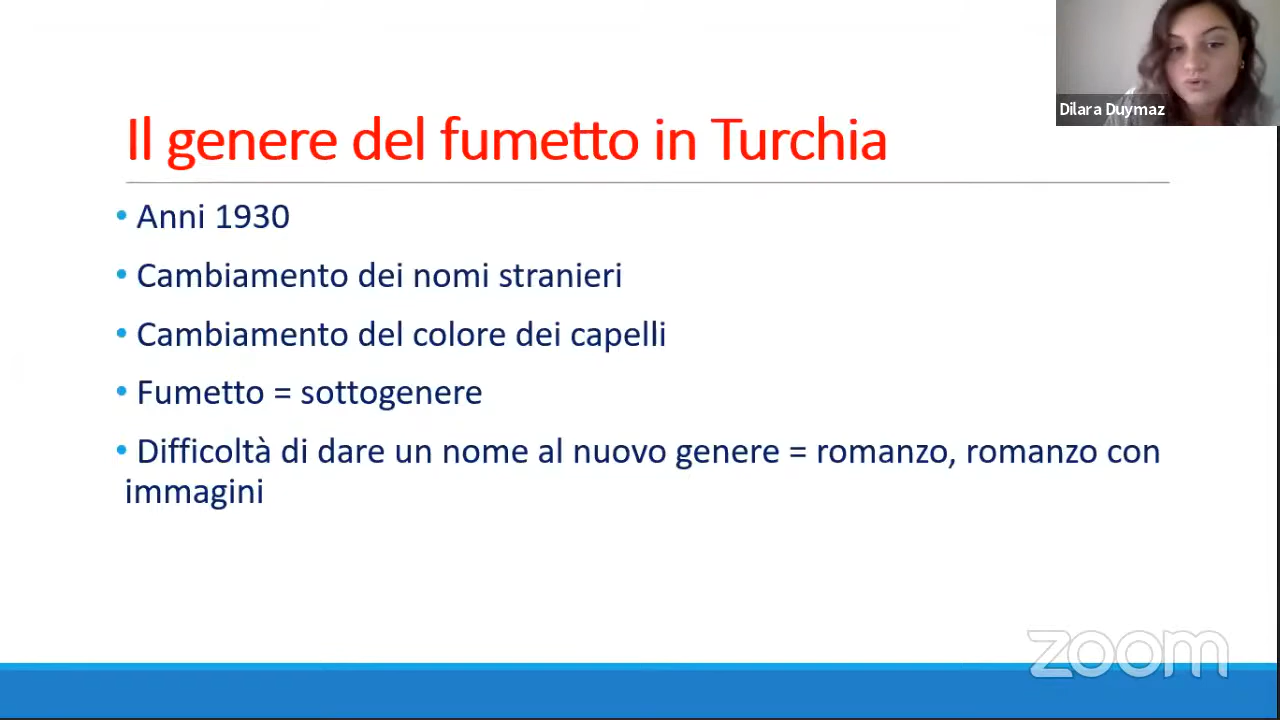 Dilara Duymaz
Il genere del fumetto in Turchia
• Anni 1930
• Cambiamento dei nomi stranieri
• Cambiamento del colore dei capelli
• Fumetto = sottogenere
• Difficoltà di dare un nome al nuovo genere = romanzo, romanzo con
immagini
zoom